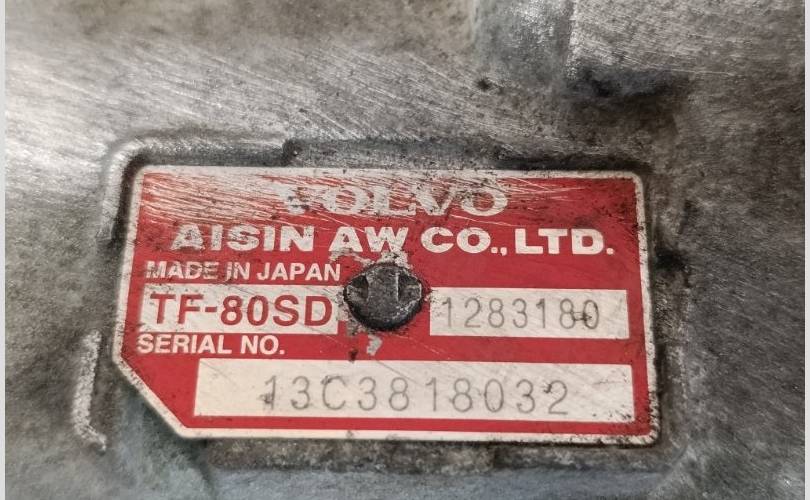 VOLVO
AISIN AW CO., LTD.
MADE IN JAPAN
TF-80SD 1283180
SERIAL NO.
13C3818032